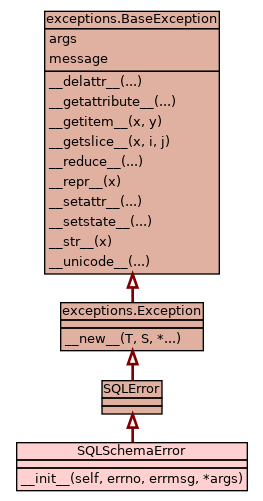 exceptions.BaseException
args
message
__delattr__(...)
__getattribute__(...)
__getitem__(x, y)
__getslice__(x, i, j)
__reduce__(...)
__repr__(x)
__setattr__(...)
__setstate__(...)
__str__(x)
__unicode__(...)
exceptions.Exception
__new__(T, S, *...)
SQLError
SQLSchemaError
__init__(self, errno, errmsg, *args)